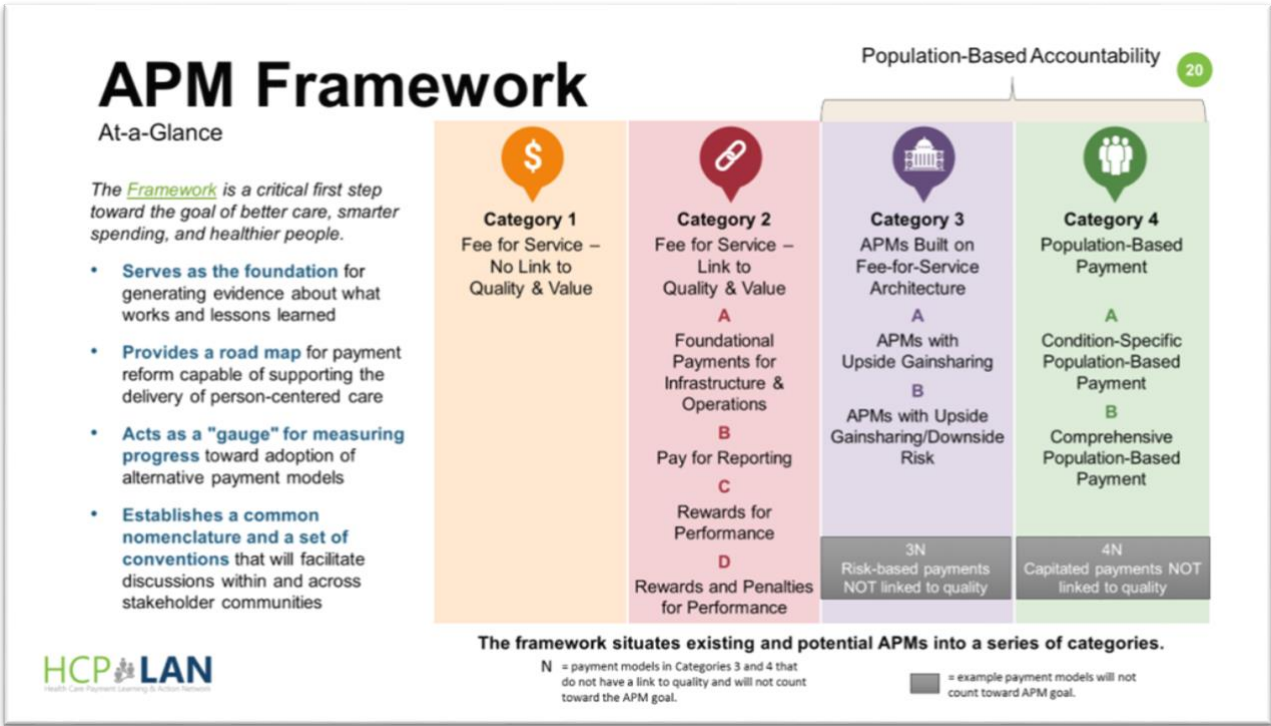 APM Framework
At-a-Glance
The Framework is a critical first step
toward the goal of better care, smarter
spending, and healthier people.
• Serves as the foundation for
generating evidence about what
works and lessons learned
• Provides a road map for payment
reform capable of supporting the
delivery of person-centered care
• Acts as a "gauge" for measuring
progress toward adoption of
alternative payment models
• Establishes a common
nomenclature and a set of
conventions that will facilitate
discussions within and across
stakeholder communities
HCP LAN
Health Care Payment Learning & Action Network
Population-Based Accountability
20
$
Category 1
Fee for Service –
No Link to
Quality & Value
Category 2
Fee for Service –
Link to
Quality & Value
A
Foundational
Payments for
Infrastructure &
Operations
B
Pay for Reporting
C
Rewards for
Performance
D
Rewards and Penalties
for Performance
Category 3
APMs Built on
Fee-for-Service
Architecture
A
APMs with
Upside Gainsharing
B
APMs with Upside
Gainsharing/Downside
Risk
3N
Risk-based payments
NOT linked to quality
Category 4
Population-Based
Payment
A
Condition-Specific
Population-Based
Payment
B
Comprehensive
Population-Based
Payment
4N
Capitated payments NOT
linked to quality
The framework situates existing and potential APMs into a series of categories.
N = payment models in Categories 3 and 4 that
do not have a link to quality and will not count
toward the APM goal.
= example payment models will not
count toward APM goal.